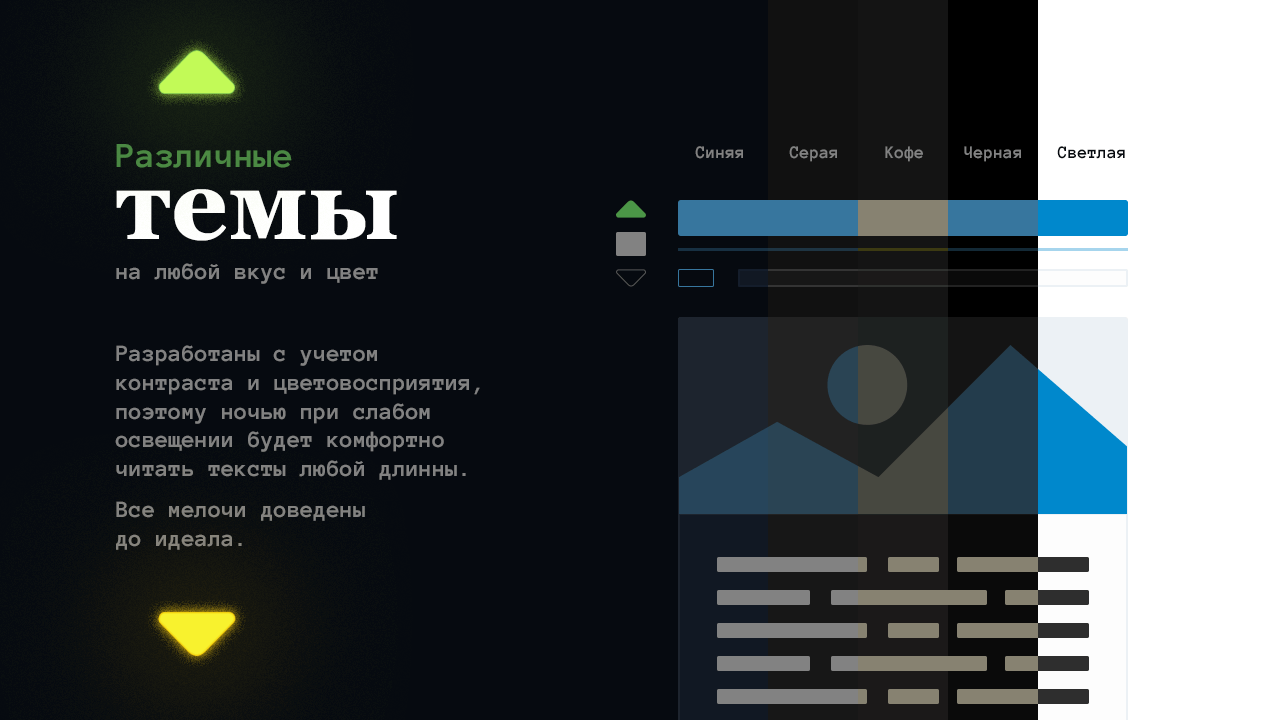 Различные
темы
на любой вкус и цвет
Разработаны с учетом
контраста и цветовосприятия,
поэтому ночью при слабом
освещении будет комфортно
читать тексты любой длинны.
Все мелочи доведены
до идеала.
Синяя Серая Кофе Черная Светлая